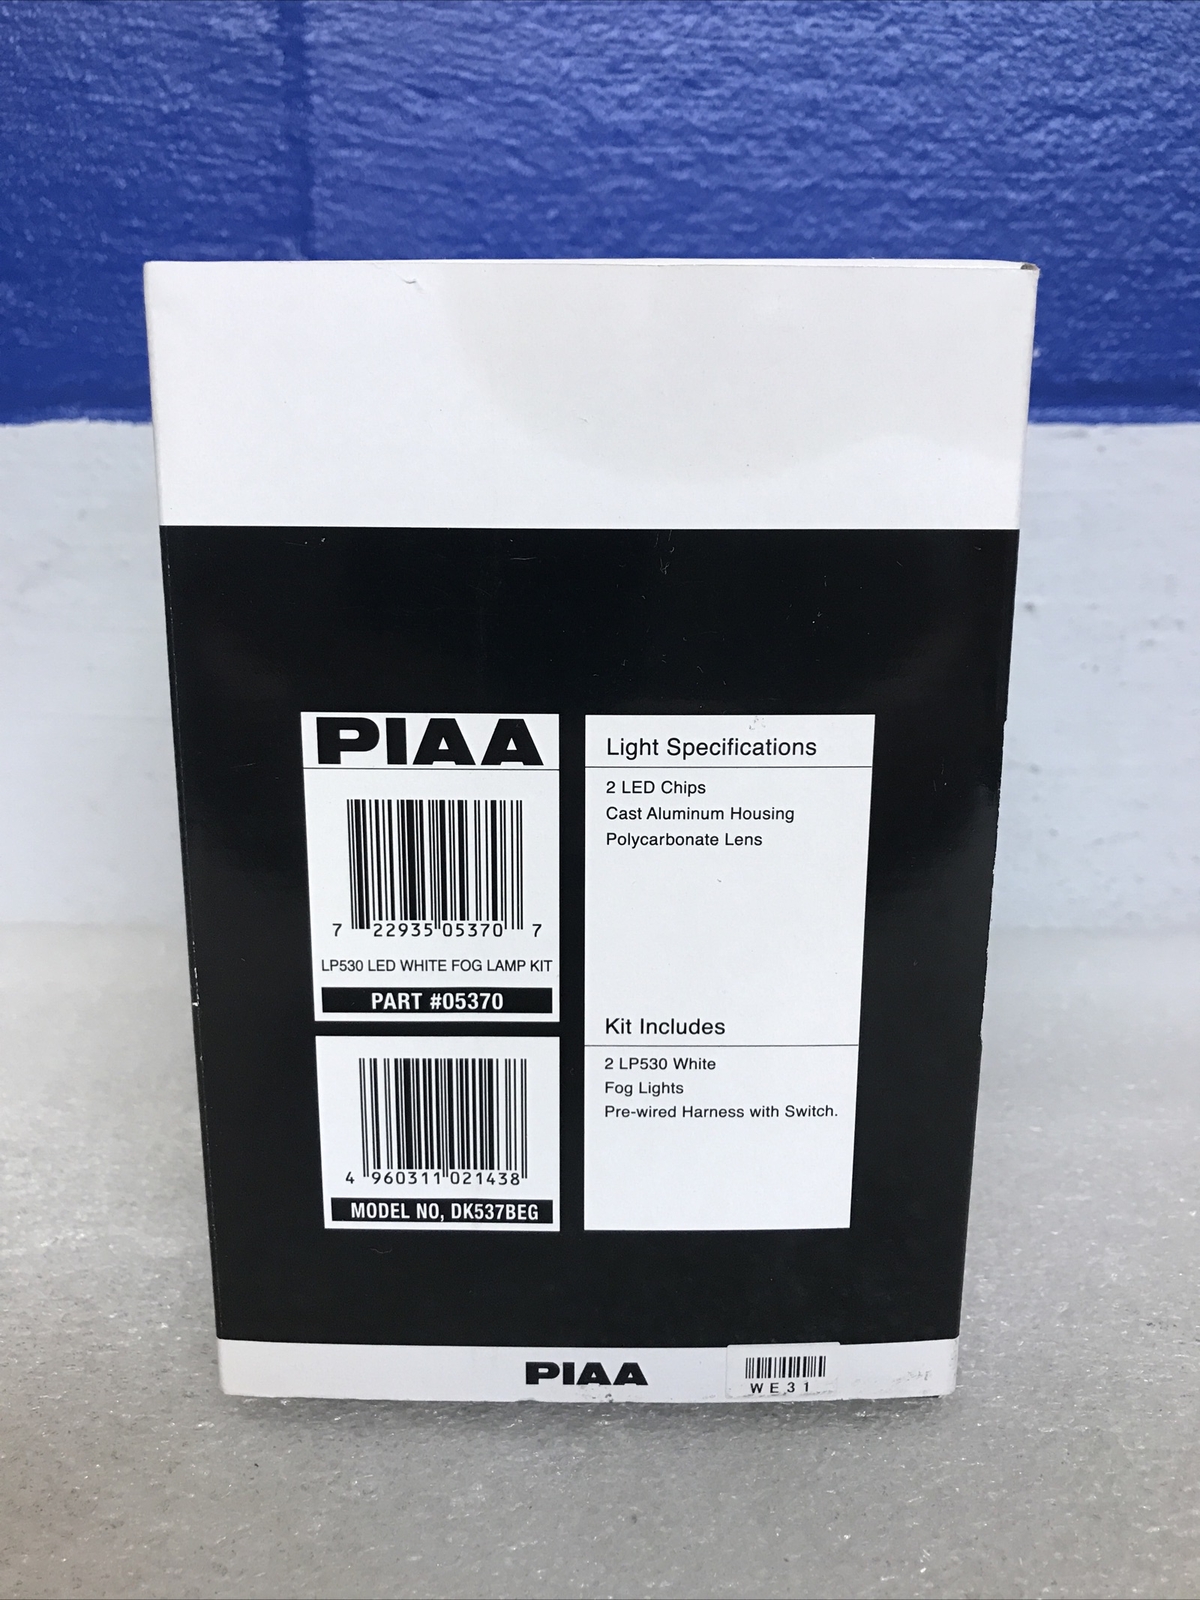 PIAA
7 22935 05370 7
LP530 LED WHITE FOG LAMP KIT
PART #05370
4 960311 021438
MODEL NO, DK537BEG
Light Specifications
2 LED Chips
Cast Aluminum Housing
Polycarbonate Lens
Kit Includes
2 LP530 White
Fog Lights
Pre-wired Harness with Switch.
PIAA
WE31